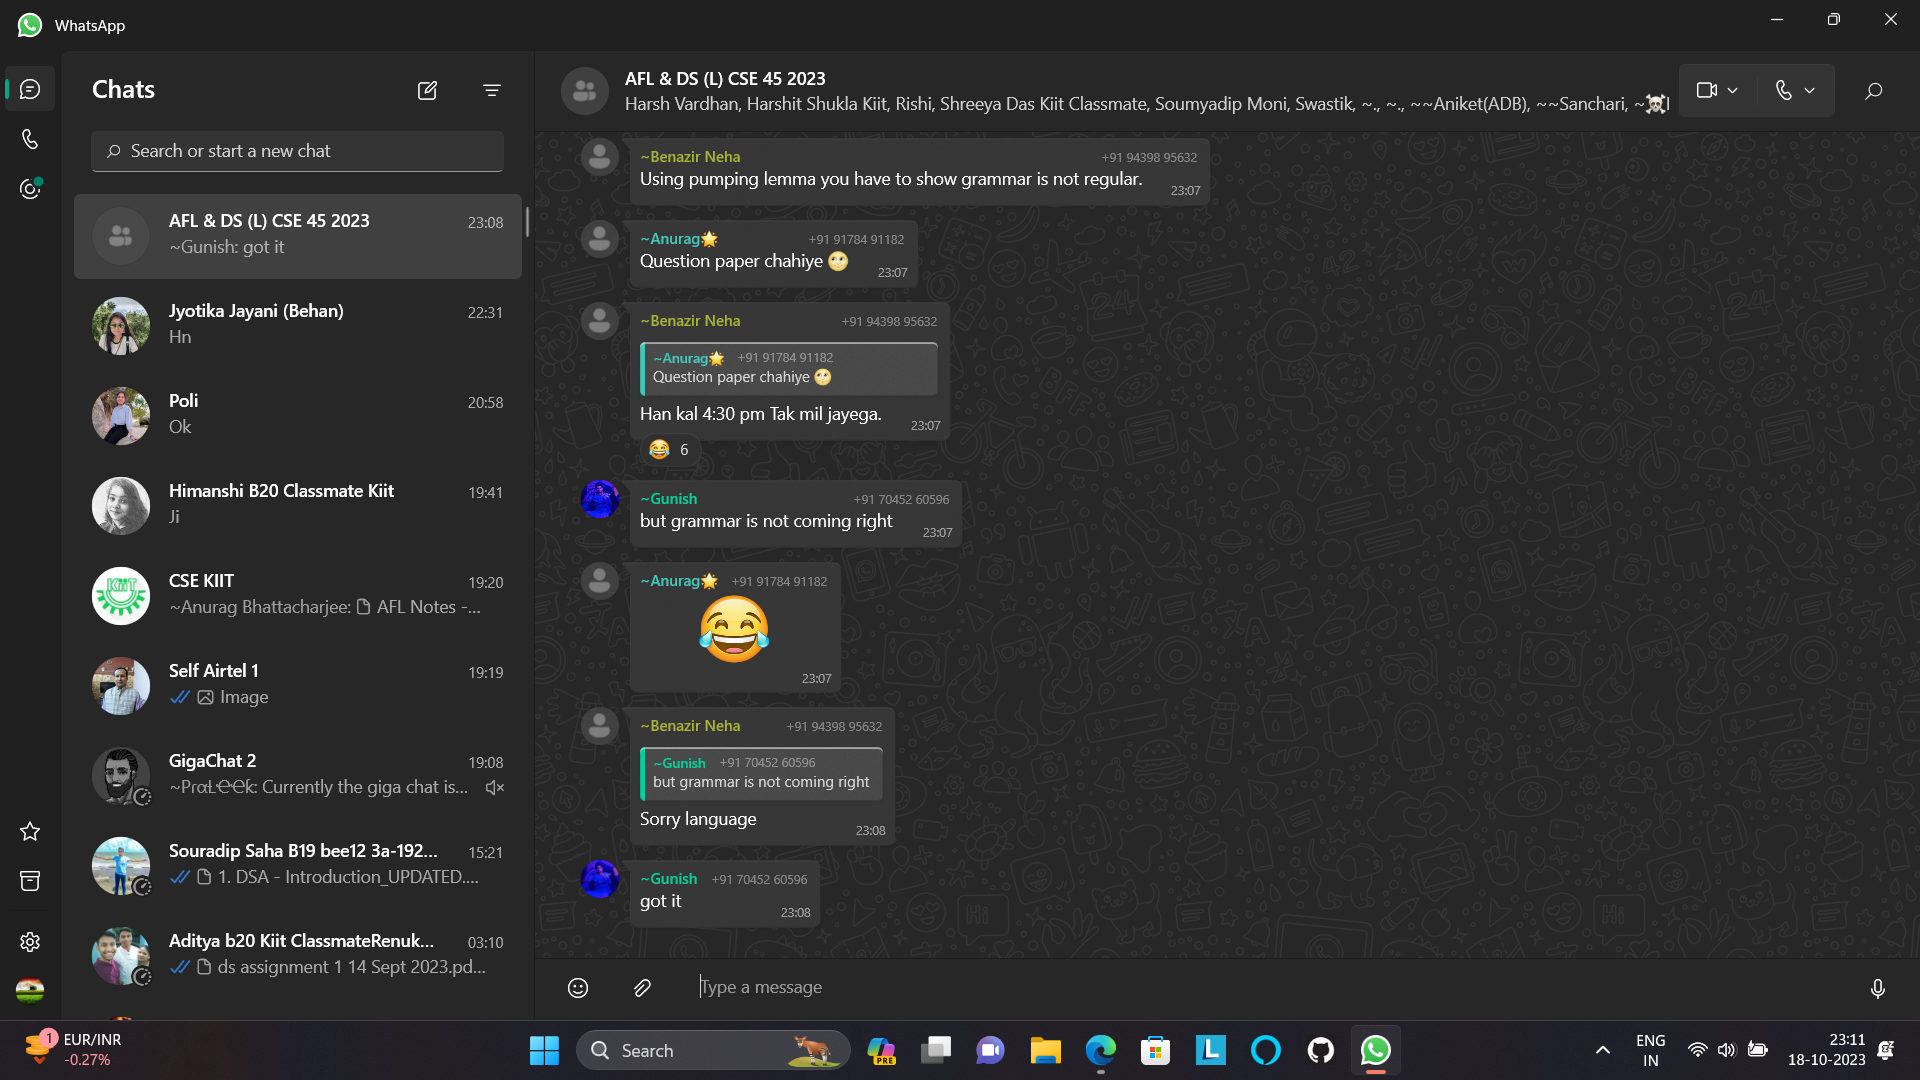 WhatsApp
Chats
Search or start a new chat
AFL & DS (L) CSE 45 2023
23:08
~Gunish: got it
Jyotika Jayani (Behan)
22:31
Hn
Poli
20:58
Ok
Himanshi B20 Classmate Kiit
19:41
Ji
KiiT
CSE KIIT
19:20
~Anurag Bhattacharjee: AFL Notes -...
Self Airtel 1
19:19
Image
GigaChat 2
19:08
~PrαŁ҉ҽҽk: Currently the giga chat is...
Souradip Saha B19 bee12 3a-192...
15:21
1. DSA - Introduction_UPDATED....
Aditya b20 Kiit ClassmateRenuk...
03:10
ds assignment 1 14 Sept 2023.pd...
AFL & DS (L) CSE 45 2023
Harsh Vardhan, Harshit Shukla Kiit, Rishi, Shreeya Das Kiit Classmate, Soumyadip Moni, Swastik, ~., ~., ~~Aniket(ADB), ~~Sanchari, ~☠️
~Benazir Neha +91 94398 95632
Using pumping lemma you have to show grammar is not regular.
23:07
~Anurag🌟 +91 91784 91182
Question paper chahiye 🙄
23:07
~Benazir Neha +91 94398 95632
~Anurag🌟 +91 91784 91182
Question paper chahiye 🙄
Han kal 4:30 pm Tak mil jayega.
23:07
😂 6
~Gunish +91 70452 60596
but grammar is not coming right
23:07
~Anurag🌟 +91 91784 91182
😂
23:07
~Benazir Neha +91 94398 95632
~Gunish +91 70452 60596
but grammar is not coming right
Sorry language
23:08
~Gunish +91 70452 60596
got it
23:08
Type a message
1
EUR/INR
-0.27%
Search
PRE
L
ENG
IN
23:11
18-10-2023